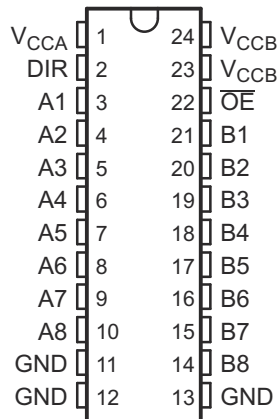 VCCA 1 24 VCCB
DIR 2 23 VCCB
A1 3 22 O̅E̅
A2 4 21 B1
A3 5 20 B2
A4 6 19 B3
A5 7 18 B4
A6 8 17 B5
A7 9 16 B6
A8 10 15 B7
GND 11 14 B8
GND 12 13 GND